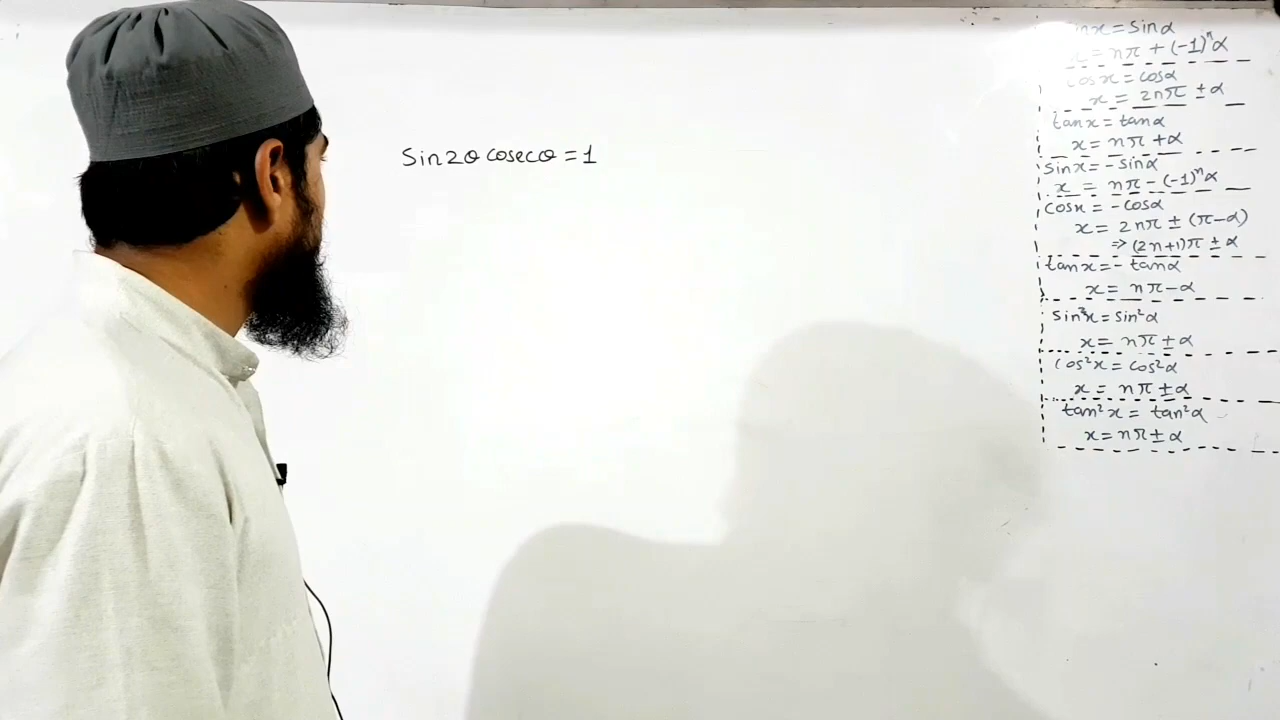 Sin2θ cosecθ = 1
x = sinα
x = nπ + (-1)ⁿα
cosx = cosα
x = 2nπ ± α
tanx = tanα
x = nπ + α
sinx = - sinα
x = nπ - (-1)ⁿα
cosx = - cosα
x = 2nπ ± (π-α)
⇒ (2n+1)π ± α
tanx = - tanα
x = nπ - α
sin²x = sin²α
x = nπ ± α
cos²x = cos²α
x = nπ ± α
tan²x = tan²α
x = nπ ± α